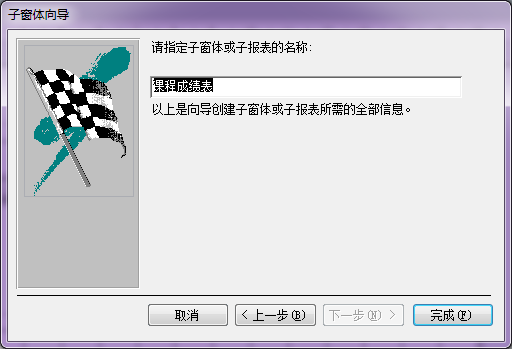 子窗体向导
请指定子窗体或子报表的名称:
课程成绩表
以上是向导创建子窗体或子报表所需的全部信息。
取消
< 上一步(B)
下一步(N) >
完成(F)